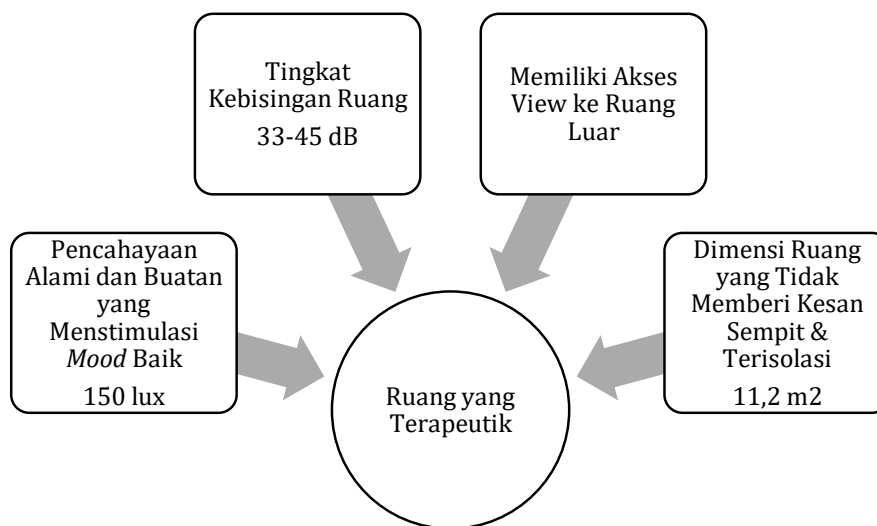 Tingkat
Kebisingan Ruang
33-45 dB
Memiliki Akses
View ke Ruang
Luar
Pencahayaan
Alami dan Buatan
yang
Menstimulasi
Mood Baik
150 lux
Dimensi Ruang
yang Tidak
Memberi Kesan
Sempit &
Terisolasi
11,2 m2
Ruang yang
Terapeutik